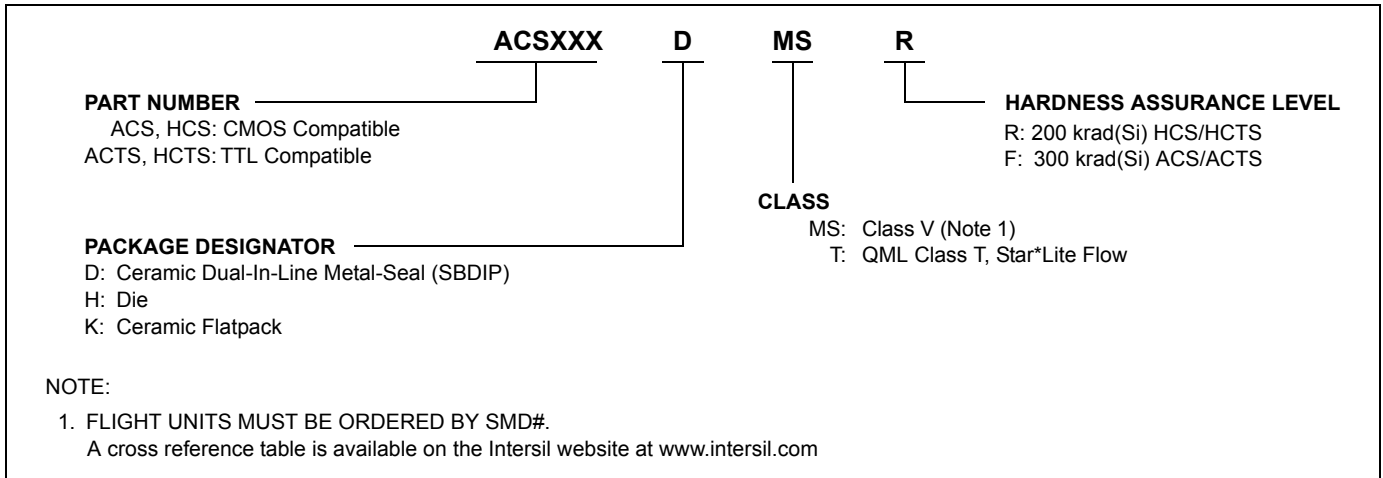 ACSXXX D MS R
PART NUMBER
ACS, HCS: CMOS Compatible
ACTS, HCTS: TTL Compatible
HARDNESS ASSURANCE LEVEL
R: 200 krad(Si) HCS/HCTS
F: 300 krad(Si) ACS/ACTS
CLASS
MS: Class V (Note 1)
T: QML Class T, Star*Lite Flow
PACKAGE DESIGNATOR
D: Ceramic Dual-In-Line Metal-Seal (SBDIP)
H: Die
K: Ceramic Flatpack
NOTE:
1. FLIGHT UNITS MUST BE ORDERED BY SMD#.
A cross reference table is available on the Intersil website at www.intersil.com